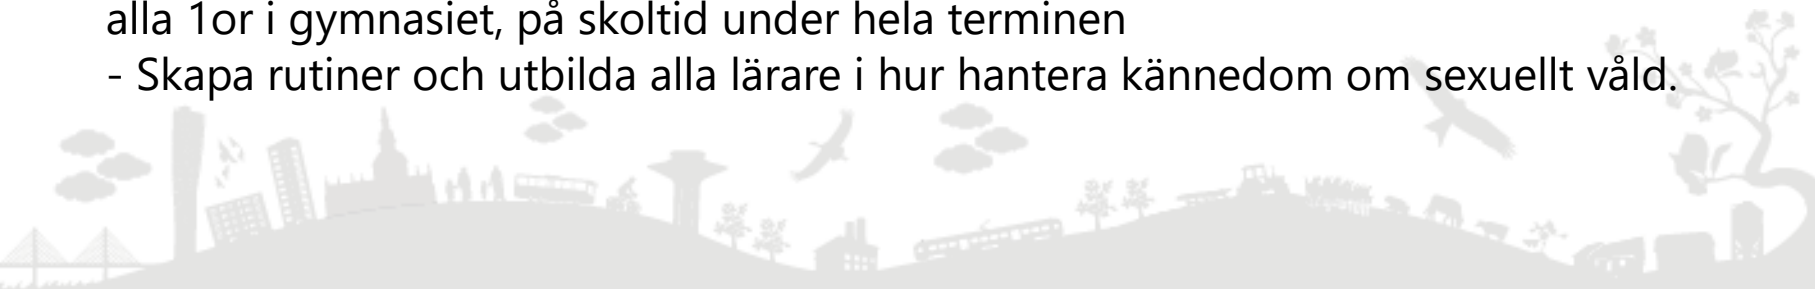 alla 1or i gymnasiet, på skoltid under hela terminen
- Skapa rutiner och utbilda alla lärare i hur hantera kännedom om sexuellt våld.